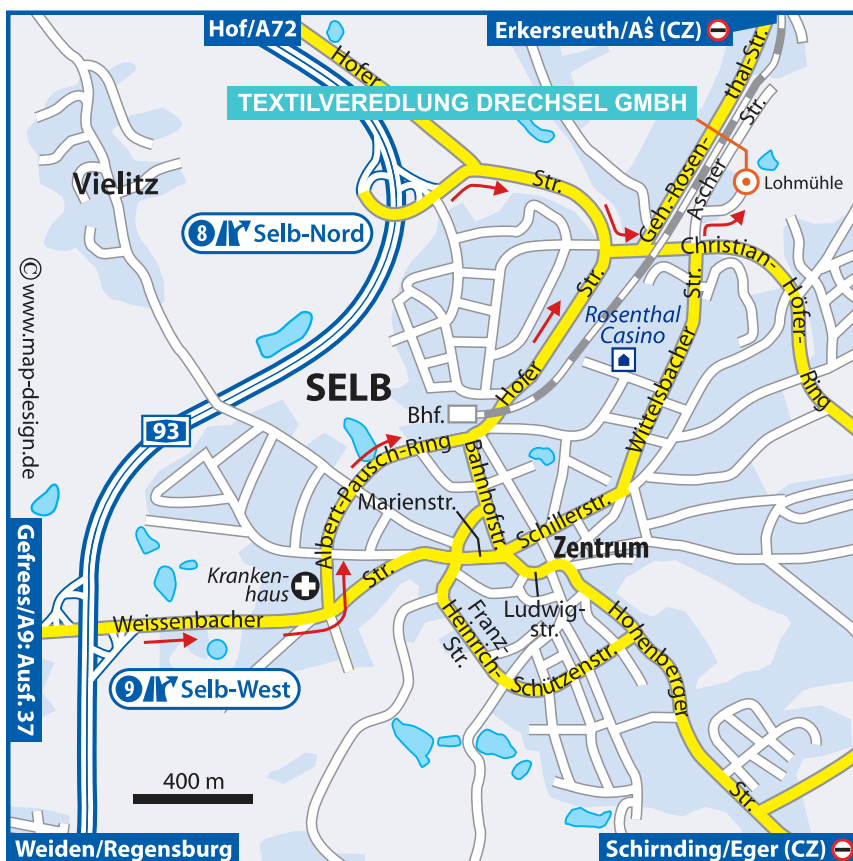 Hof/A72
Erkersreuth/Aŝ (CZ)
Hofer
Str.
TEXTILVEREDLUNG DRECHSEL GMBH
Geh.-Rosen-
thal-Str.
Ascher
Str.
Lohmühle
Vielitz
8 Selb-Nord
Christian-
Höfer-
Ring
© www.map-design.de
Rosenthal
Casino
Hofer
Str.
Wittelsbacher
Str.
SELB
Bhf.
93
Albert-Pausch-Ring
Bahnhofstr.
Marienstr.
Schillerstr.
Zentrum
Gefrees/A9: Ausf. 37
Kranken-
haus
Weissenbacher
Str.
Ludwig-
str.
Franz-
Heinrich-
Str.
Schützenstr.
Hohenberger
Str.
9 Selb-West
400 m
Weiden/Regensburg
Schirnding/Eger (CZ)